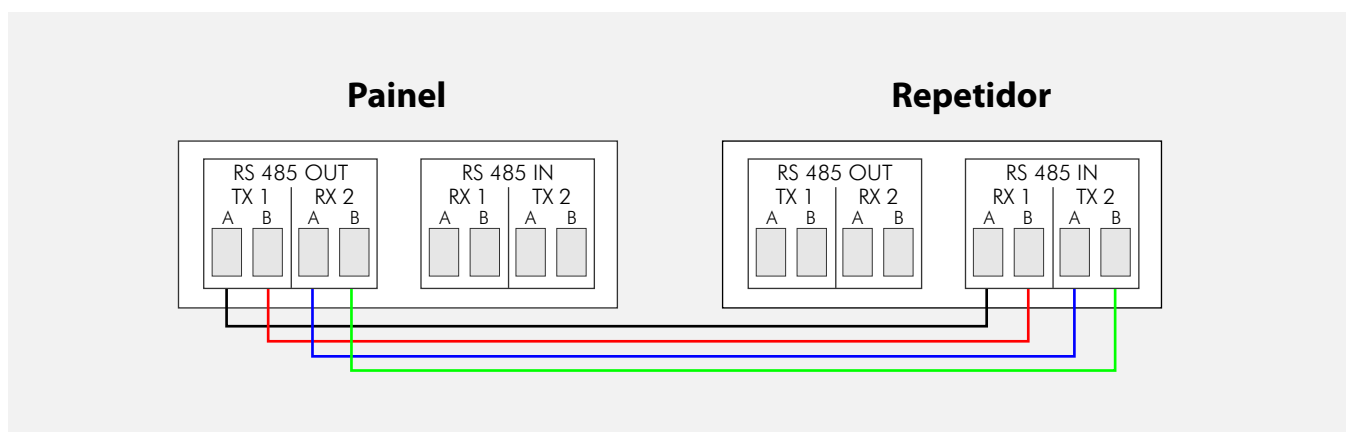 Painel
Repetidor
RS 485 OUT
TX 1 RX 2
A B A B
RS 485 IN
RX 1 TX 2
A B A B
RS 485 OUT
TX 1 RX 2
A B A B
RS 485 IN
RX 1 TX 2
A B A B